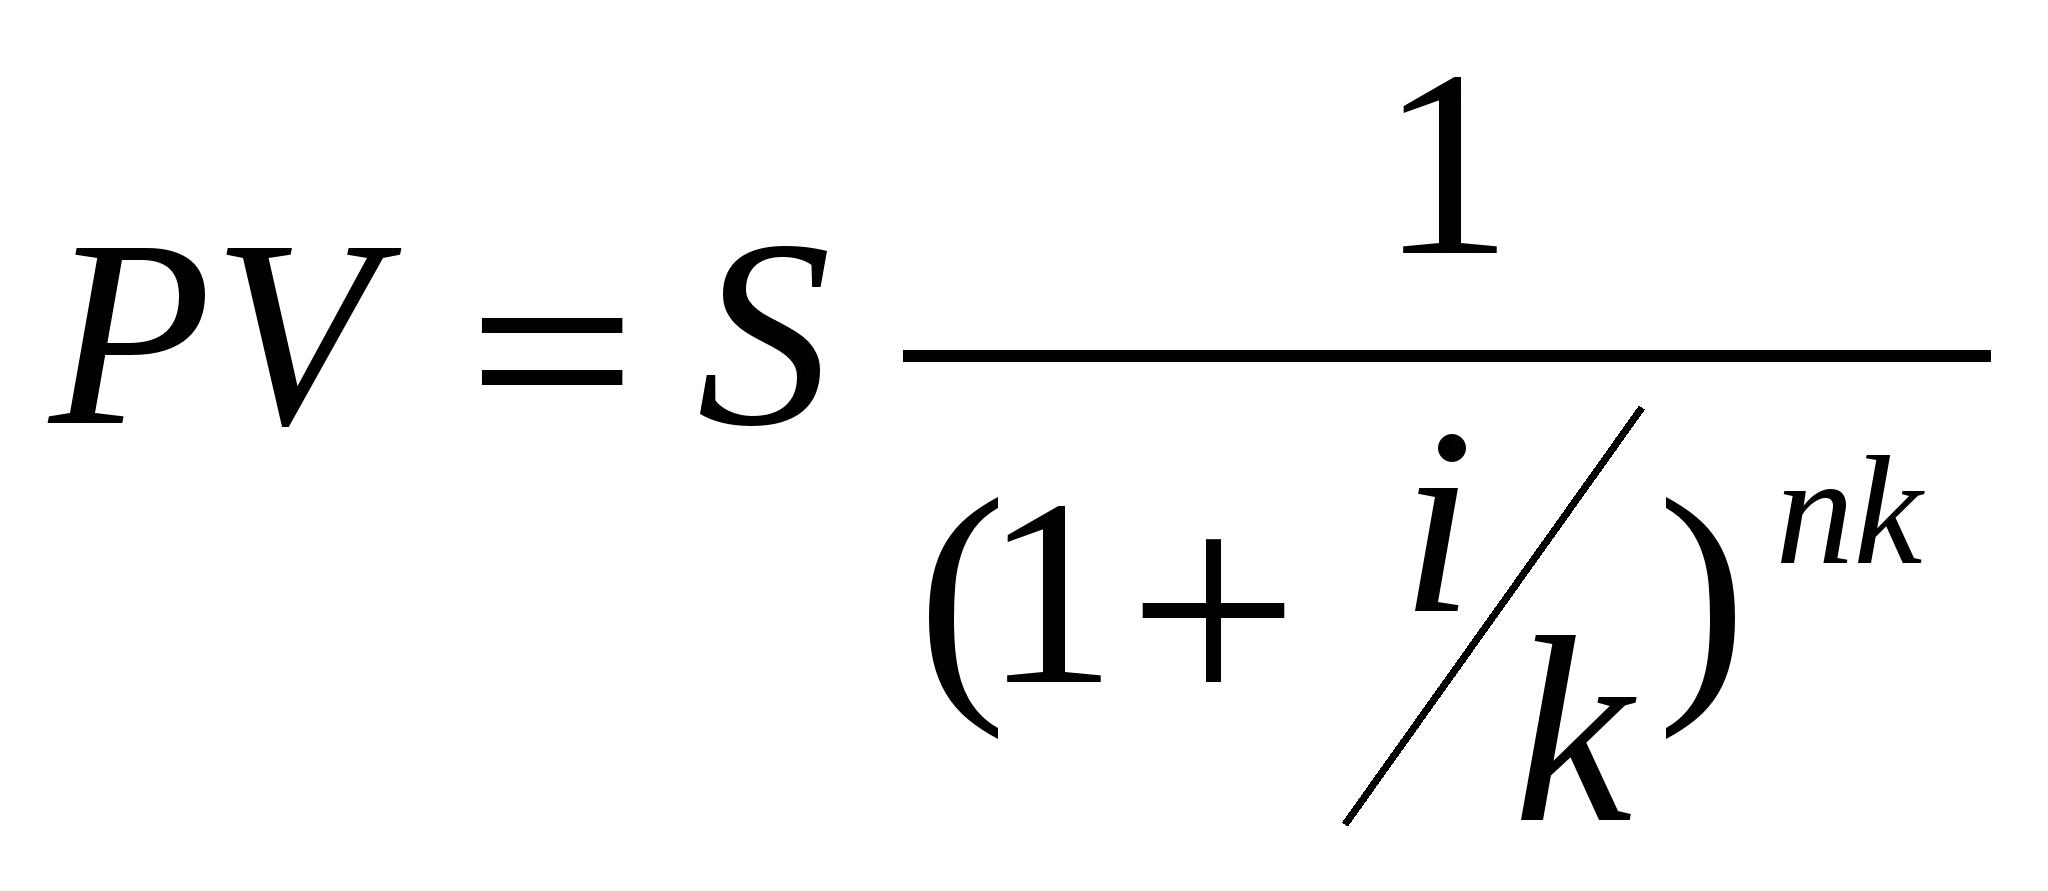 PV = S 1 / (1 + i/k)^nk